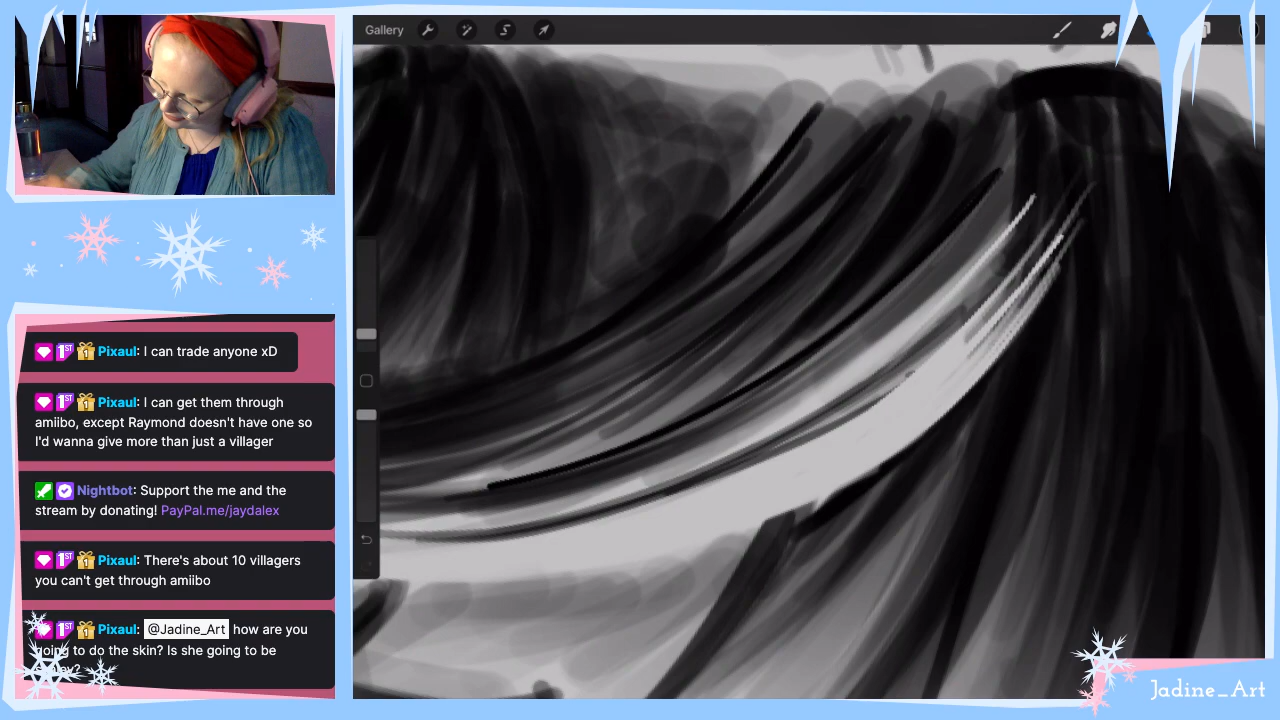 Gallery
Pixaul: I can trade anyone xD
Pixaul: I can get them through
amiibo, except Raymond doesn't have one so
I'd wanna give more than just a villager
Nightbot: Support the me and the
stream by donating! PayPal.me/jaydalex
Pixaul: There's about 10 villagers
you can't get through amiibo
Pixaul: @Jadine_Art how are you
going to do the skin? Is she going to be
Jadine_Art